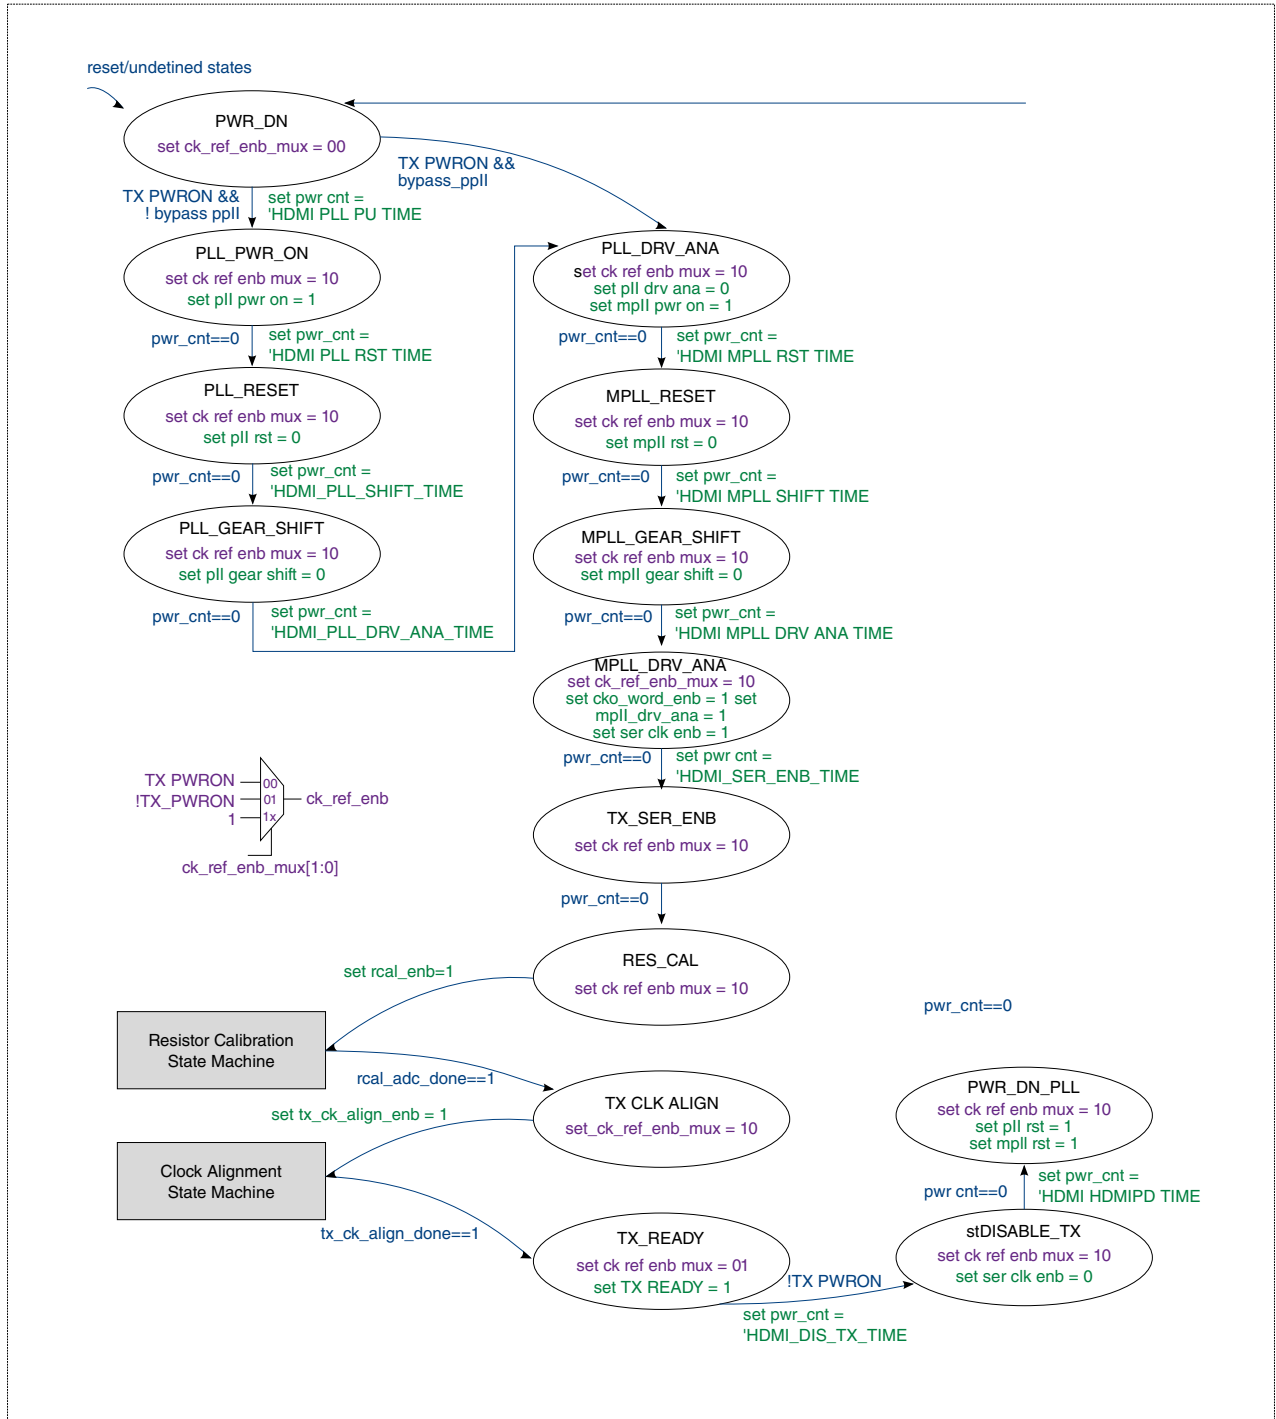 reset/undetined states
PWR_DN
set ck_ref_enb_mux = 00
TX PWRON &&
bypass_ppll
TX PWRON &&
! bypass ppll
set pwr cnt =
'HDMI PLL PU TIME
PLL_PWR_ON
set ck ref enb mux = 10
set pll pwr on = 1
pwr_cnt==0
set pwr_cnt =
'HDMI PLL RST TIME
PLL_RESET
set ck ref enb mux = 10
set pll rst = 0
pwr_cnt==0
set pwr_cnt =
'HDMI_PLL_SHIFT_TIME
PLL_GEAR_SHIFT
set ck ref enb mux = 10
set pll gear shift = 0
pwr_cnt==0
set pwr_cnt =
'HDMI_PLL_DRV_ANA_TIME
PLL_DRV_ANA
set ck ref enb mux = 10
set pll drv ana = 0
set mpll pwr on = 1
pwr_cnt==0
set pwr_cnt =
'HDMI MPLL RST TIME
MPLL_RESET
set ck ref enb mux = 10
set mpll rst = 0
pwr_cnt==0
set pwr_cnt =
'HDMI MPLL SHIFT TIME
MPLL_GEAR_SHIFT
set ck ref enb mux = 10
set mpll gear shift = 0
pwr_cnt==0
set pwr_cnt =
'HDMI MPLL DRV ANA TIME
MPLL_DRV_ANA
set ck_ref_enb_mux = 10
set cko_word_enb = 1 set
mpll_drv_ana = 1
set ser clk enb = 1
pwr_cnt==0
set pwr cnt =
'HDMI_SER_ENB_TIME
TX PWRON
!TX_PWRON
1
00
01
1x
ck_ref_enb
ck_ref_enb_mux[1:0]
TX_SER_ENB
set ck ref enb mux = 10
pwr_cnt==0
RES_CAL
set ck ref enb mux = 10
set rcal_enb=1
Resistor Calibration
State Machine
rcal_adc_done==1
TX CLK ALIGN
set_ck_ref_enb_mux = 10
set tx_ck_align_enb = 1
Clock Alignment
State Machine
tx_ck_align_done==1
TX_READY
set ck ref enb mux = 01
set TX READY = 1
!TX PWRON
set pwr_cnt =
'HDMI_DIS_TX_TIME
pwr_cnt==0
PWR_DN_PLL
set ck ref enb mux = 10
set pll rst = 1
set mpll rst = 1
pwr cnt==0
set pwr_cnt =
'HDMI HDMIPD TIME
stDISABLE_TX
set ck ref enb mux = 10
set ser clk enb = 0